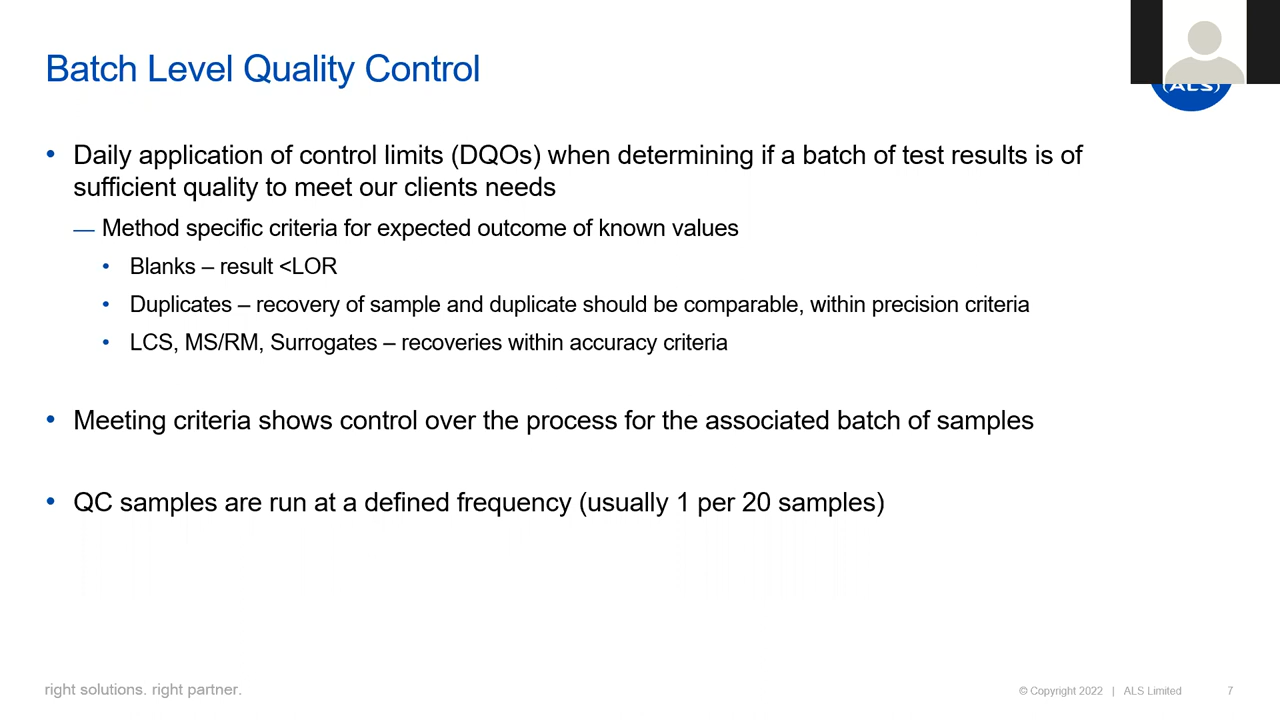 Batch Level Quality Control
(ALS)
• Daily application of control limits (DQOs) when determining if a batch of test results is of
sufficient quality to meet our clients needs
— Method specific criteria for expected outcome of known values
• Blanks – result <LOR
• Duplicates – recovery of sample and duplicate should be comparable, within precision criteria
• LCS, MS/RM, Surrogates – recoveries within accuracy criteria
• Meeting criteria shows control over the process for the associated batch of samples
• QC samples are run at a defined frequency (usually 1 per 20 samples)
right solutions. right partner.
© Copyright 2022 | ALS Limited 7